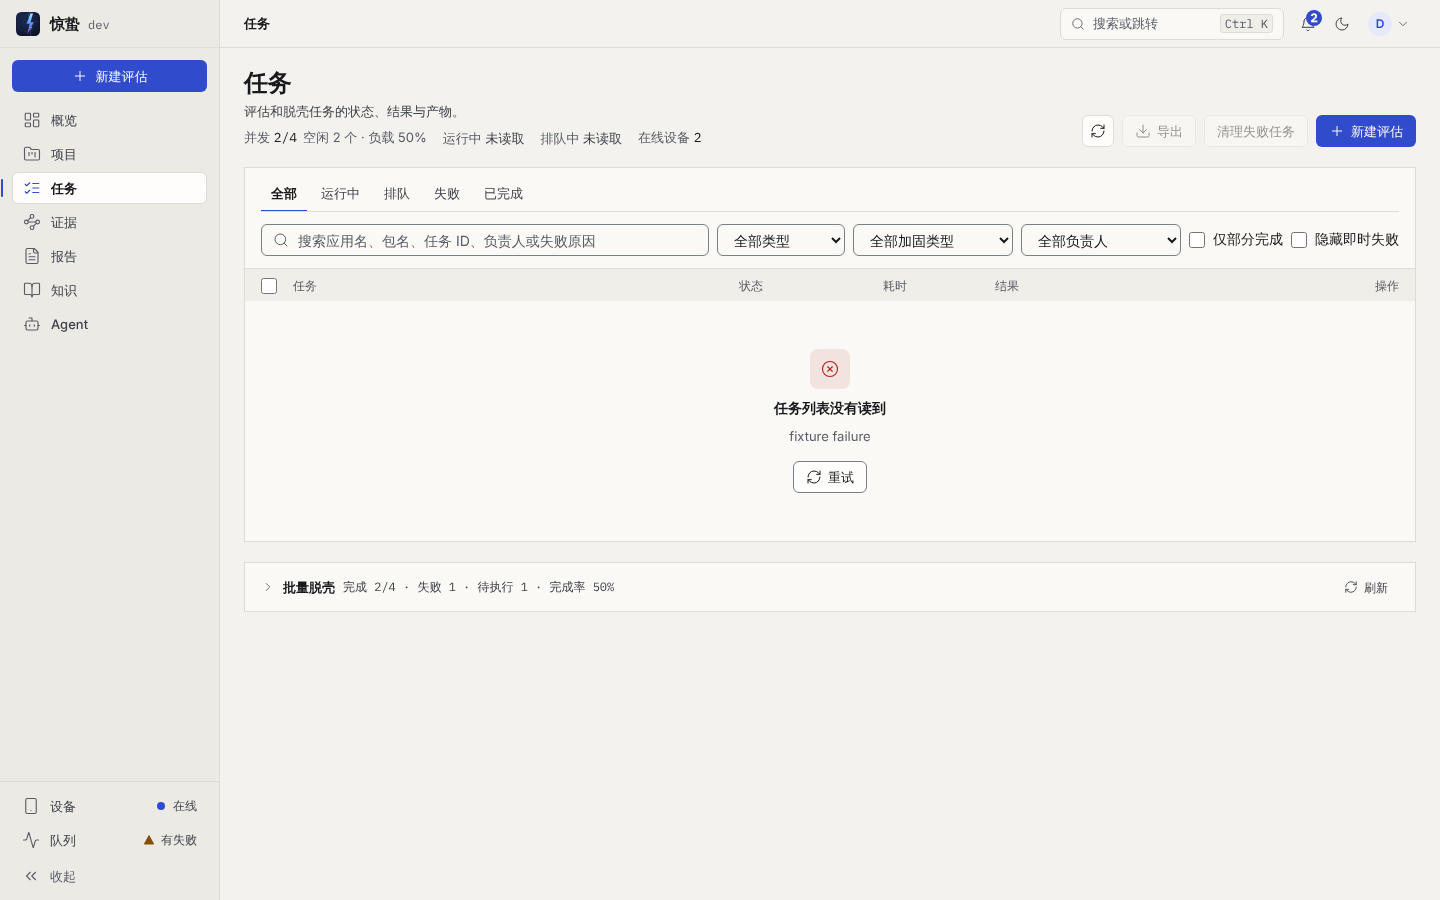 惊蛰 dev
任务
搜索或跳转 Ctrl K
2
D
新建评估
概览
项目
任务
证据
报告
知识
Agent
设备 在线
队列 有失败
收起
任务
评估和脱壳任务的状态、结果与产物。
并发 2/4 空闲 2 个 · 负载 50% 运行中 未读取 排队中 未读取 在线设备 2
导出 清理失败任务 新建评估
全部 运行中 排队 失败 已完成
搜索应用名、包名、任务 ID、负责人或失败原因 全部类型 全部加固类型 全部负责人 仅部分完成 隐藏即时失败
任务 状态 耗时 结果 操作
任务列表没有读到
fixture failure
重试
批量脱壳 完成 2/4 · 失败 1 · 待执行 1 · 完成率 50% 刷新